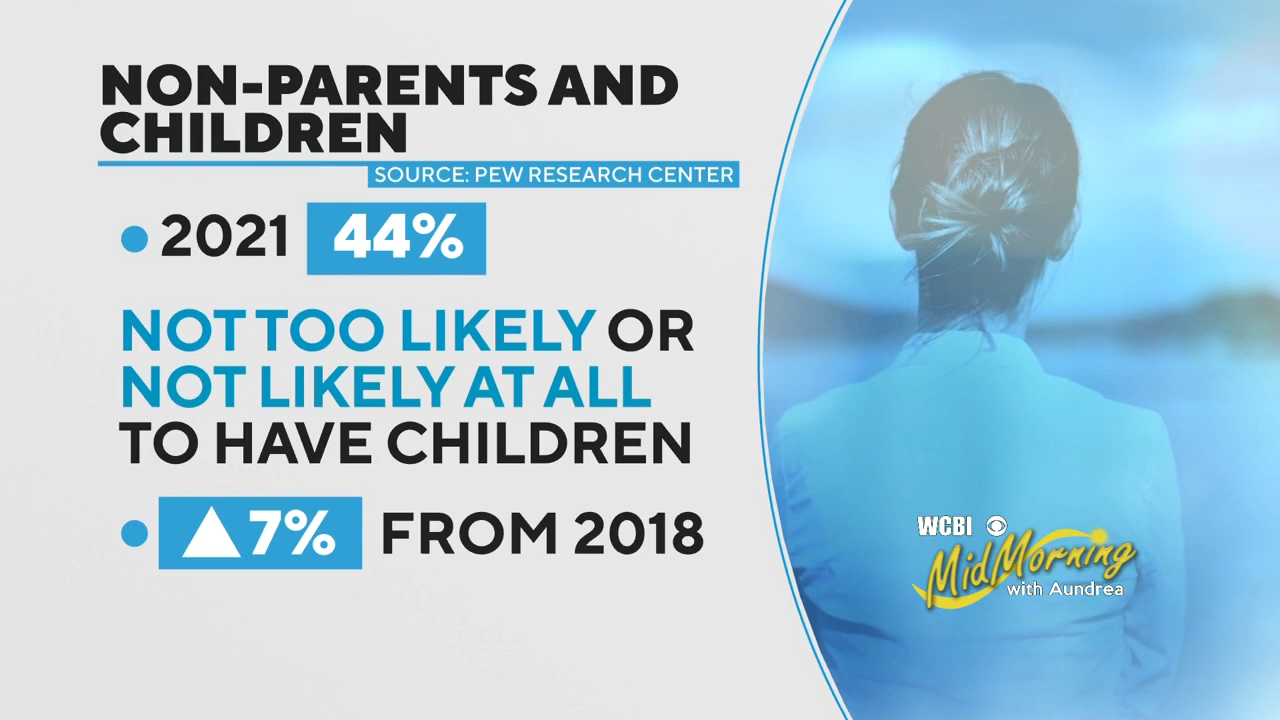 NON-PARENTS AND
CHILDREN
SOURCE: PEW RESEARCH CENTER
2021 44%
NOT TOO LIKELY OR
NOT LIKELY AT ALL
TO HAVE CHILDREN
▲7% FROM 2018
WCBI
MidMorning
with Aundrea